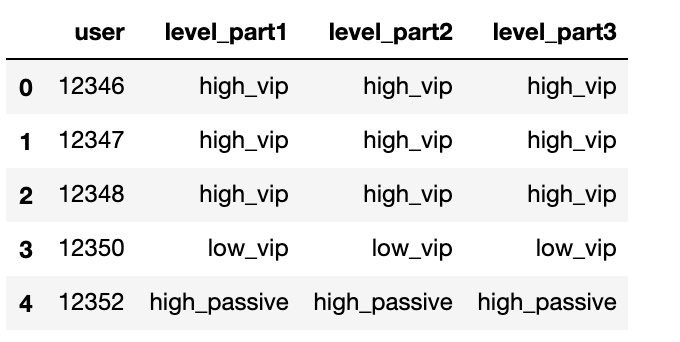 user level_part1 level_part2 level_part3
0 12346 high_vip high_vip high_vip
1 12347 high_vip high_vip high_vip
2 12348 high_vip high_vip high_vip
3 12350 low_vip low_vip low_vip
4 12352 high_passive high_passive high_passive